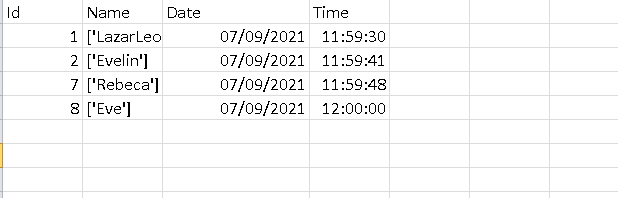 Id Name Date Time
1 ['LazarLeo 07/09/2021 11:59:30
2 ['Evelin'] 07/09/2021 11:59:41
7 ['Rebeca'] 07/09/2021 11:59:48
8 ['Eve'] 07/09/2021 12:00:00